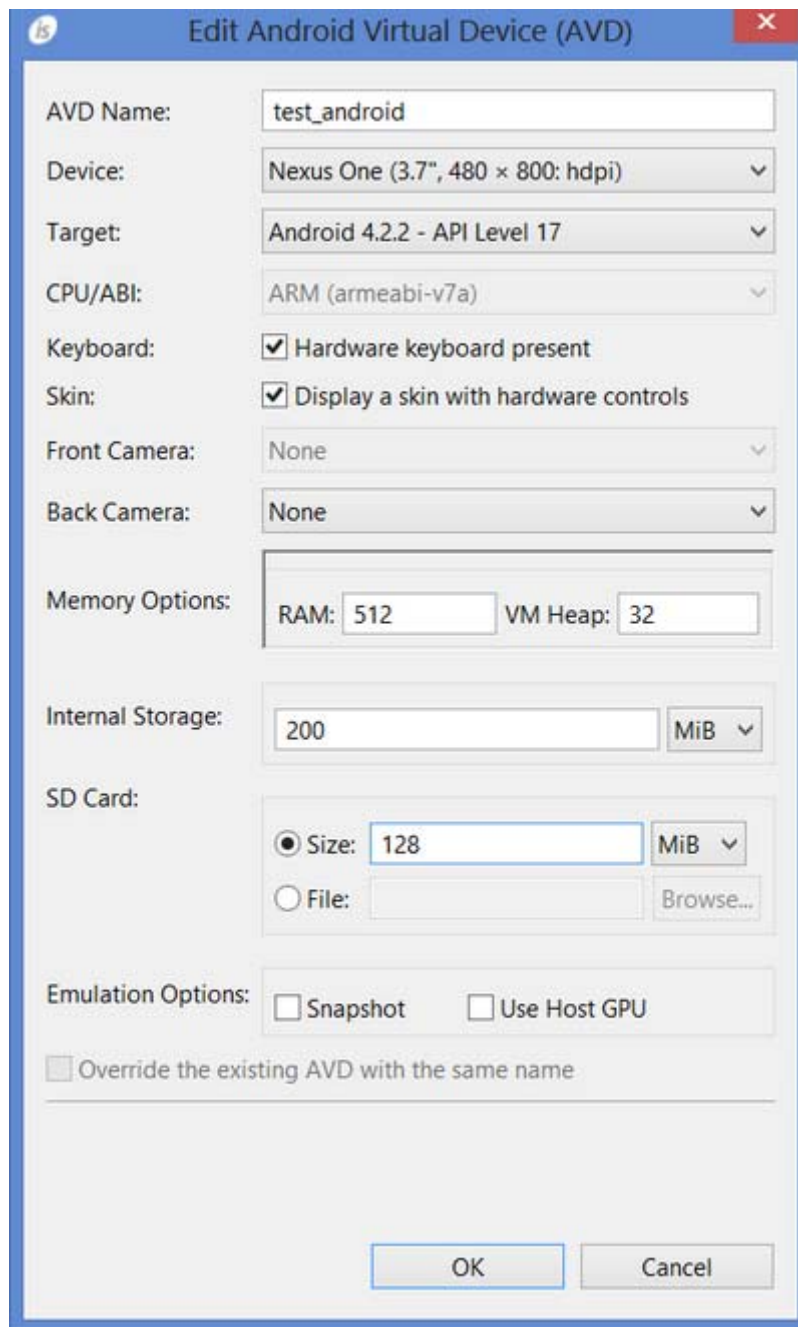 is Edit Android Virtual Device (AVD)
AVD Name: test_android
Device: Nexus One (3.7", 480 × 800: hdpi)
Target: Android 4.2.2 - API Level 17
CPU/ABI: ARM (armeabi-v7a)
Keyboard: Hardware keyboard present
Skin: Display a skin with hardware controls
Front Camera: None
Back Camera: None
Memory Options: RAM: 512 VM Heap: 32
Internal Storage: 200 MiB
SD Card:
Size: 128 MiB
File: Browse...
Emulation Options: Snapshot Use Host GPU
Override the existing AVD with the same name
OK Cancel